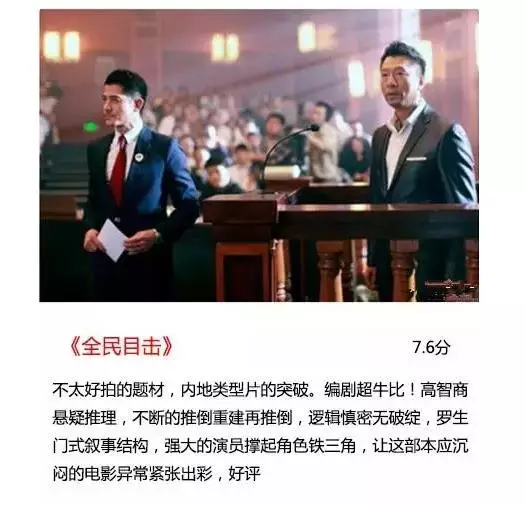 《全民目击》
7.6分
不太好拍的题材，内地类型片的突破。编剧超牛比！高智商
悬疑推理，不断的推倒重建再推倒，逻辑慎密无破绽，罗生
门式叙事结构，强大的演员撑起角色铁三角，让这部本应沉
闷的电影异常紧张出彩，好评